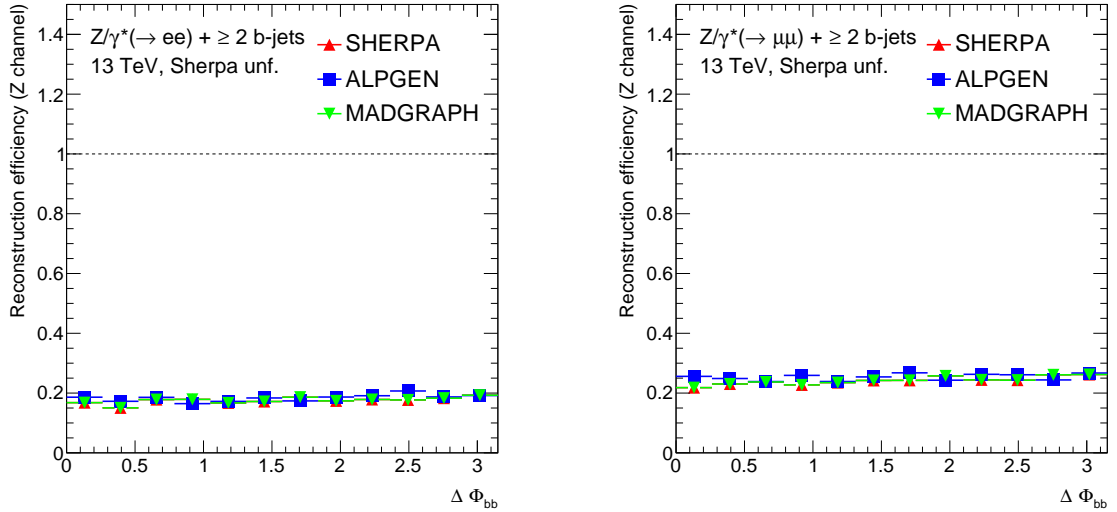 Reconstruction efficiency (Z channel)
1.4
1.2
1
0.8
0.6
0.4
0.2
0
Z/γ*(→ ee) + ≥ 2 b-jets
13 TeV, Sherpa unf.
SHERPA
ALPGEN
MADGRAPH
0 0.5 1 1.5 2 2.5 3
Δ Φbb
Reconstruction efficiency (Z channel)
1.4
1.2
1
0.8
0.6
0.4
0.2
0
Z/γ*(→ μμ) + ≥ 2 b-jets
13 TeV, Sherpa unf.
SHERPA
ALPGEN
MADGRAPH
0 0.5 1 1.5 2 2.5 3
Δ Φbb